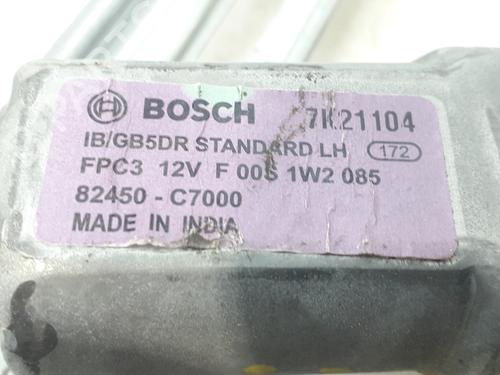 BOSCH 7K21104
IB/GB5DR STANDARD LH 172
FPC3 12V F 00S 1W2 085
82450 - C7000
MADE IN INDIA